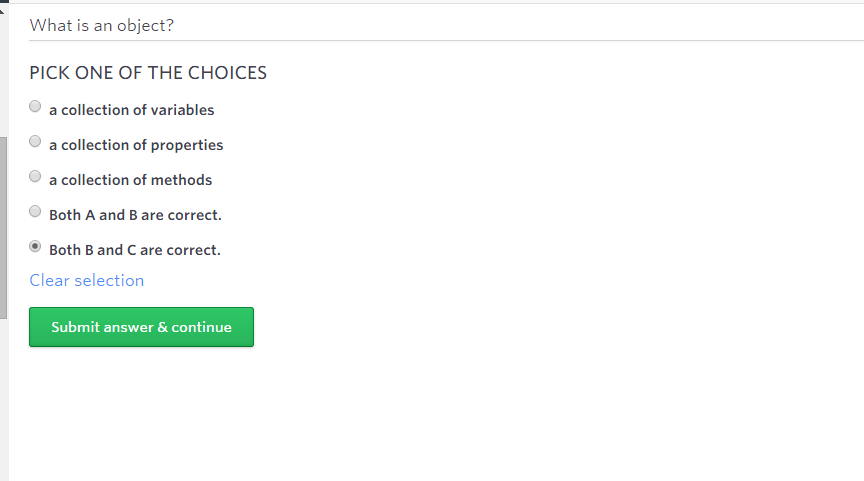 What is an object?
PICK ONE OF THE CHOICES
a collection of variables
a collection of properties
a collection of methods
Both A and B are correct.
Both B and C are correct.
Clear selection
Submit answer & continue